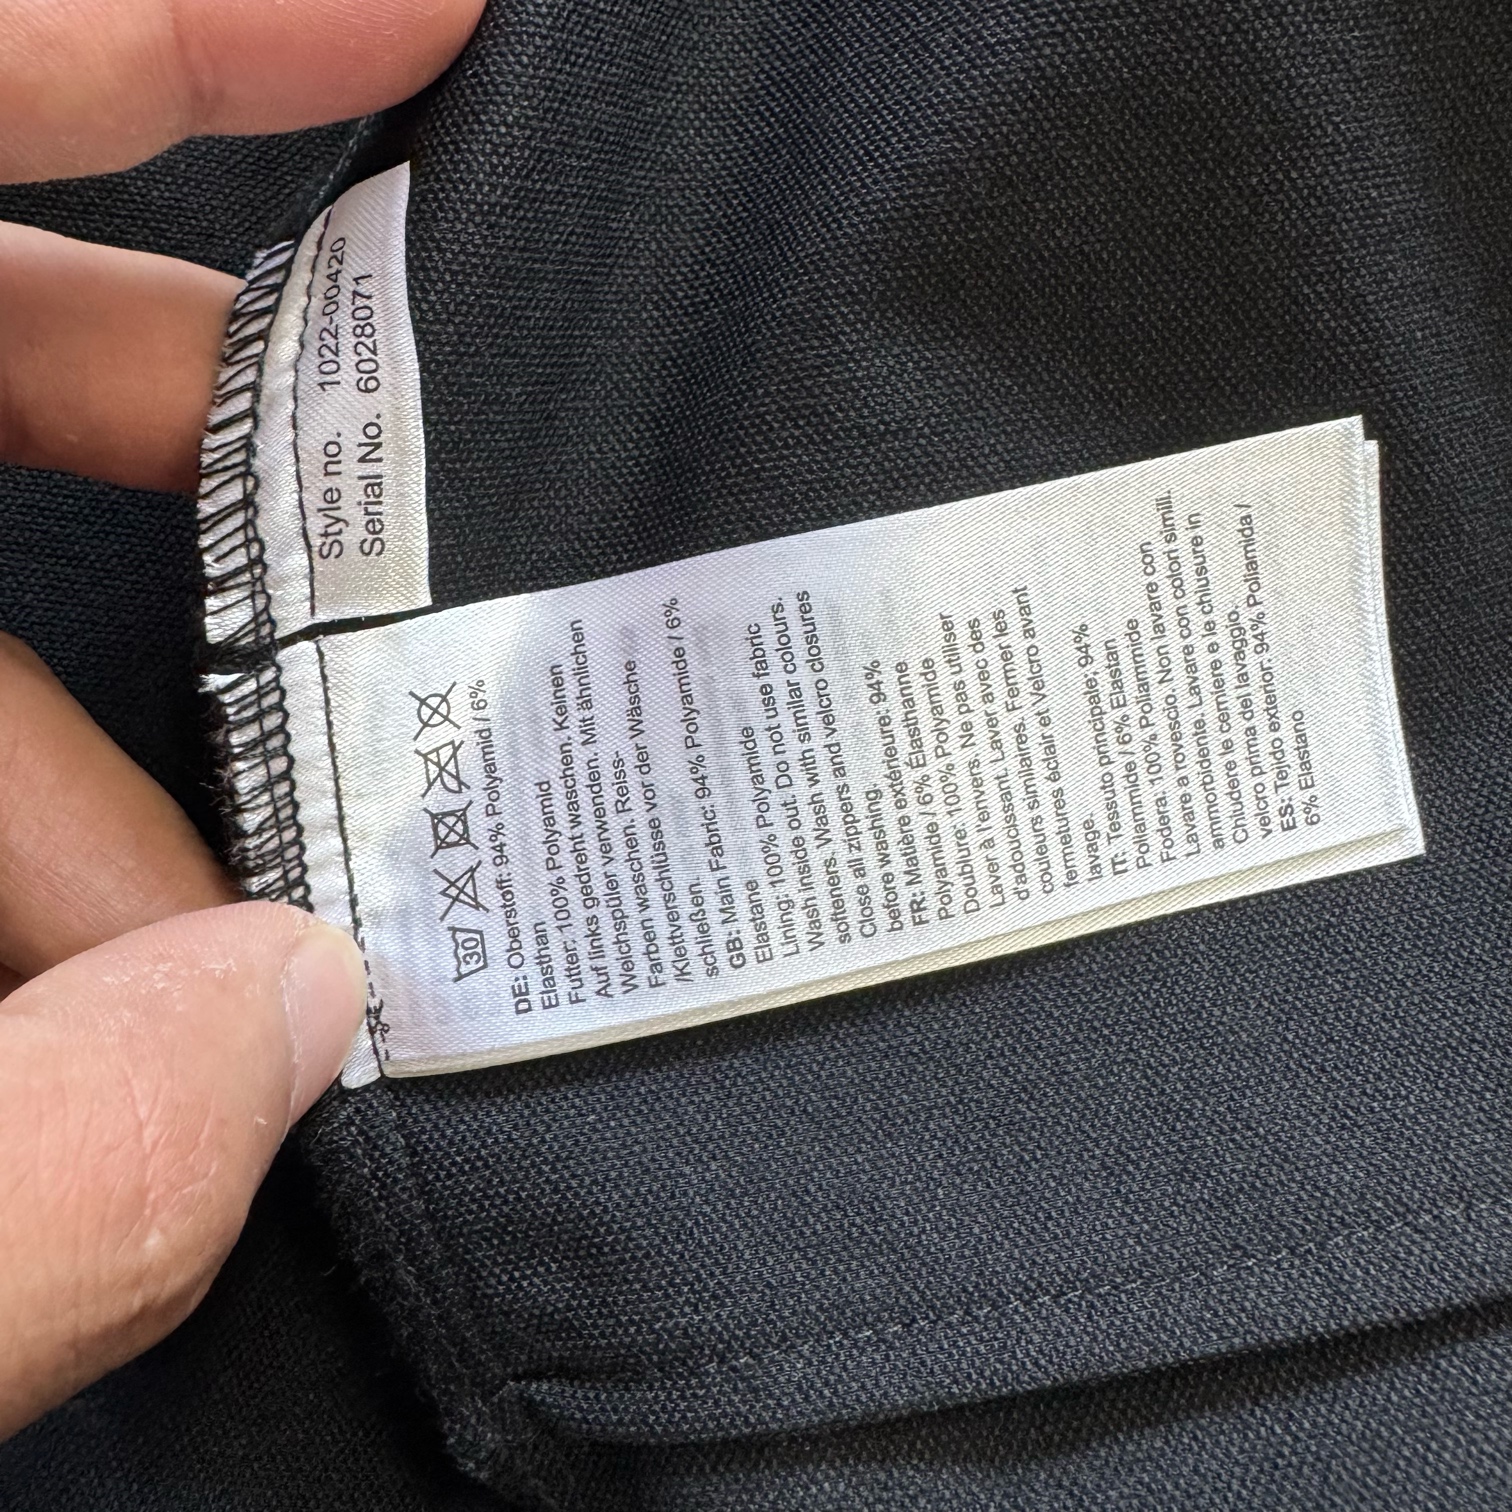 Style no. 1022-00420
Serial No. 6028071
30
DE: Oberstoff: 94% Polyamid / 6%
Elasthan
Futter: 100% Polyamid
Auf links gedreht waschen. Keinen
Weichspüler verwenden. Mit ähnlichen
Farben waschen. Reiss-
/Klettverschlüsse vor der Wäsche
schließen.
GB: Main Fabric: 94% Polyamide / 6%
Elastane
Lining: 100% Polyamide
Wash inside out. Do not use fabric
softeners. Wash with similar colours.
Close all zippers and velcro closures
before washing.
FR: Matière extérieure: 94%
Polyamide / 6% Élasthanne
Doublure: 100% Polyamide
Laver à l'envers. Ne pas utiliser
d'adoucissant. Laver avec des
couleurs similaires. Fermer les
fermetures éclair et Velcro avant
lavage.
IT: Tessuto principale: 94%
Poliammide / 6% Elastan
Fodera: 100% Poliammide
Lavare a rovescio. Non lavare con
ammorbidente. Lavare con colori simili.
Chiudere le cerniere e le chiusure in
velcro prima del lavaggio.
ES: Tejido exterior: 94% Poliamida /
6% Elastano